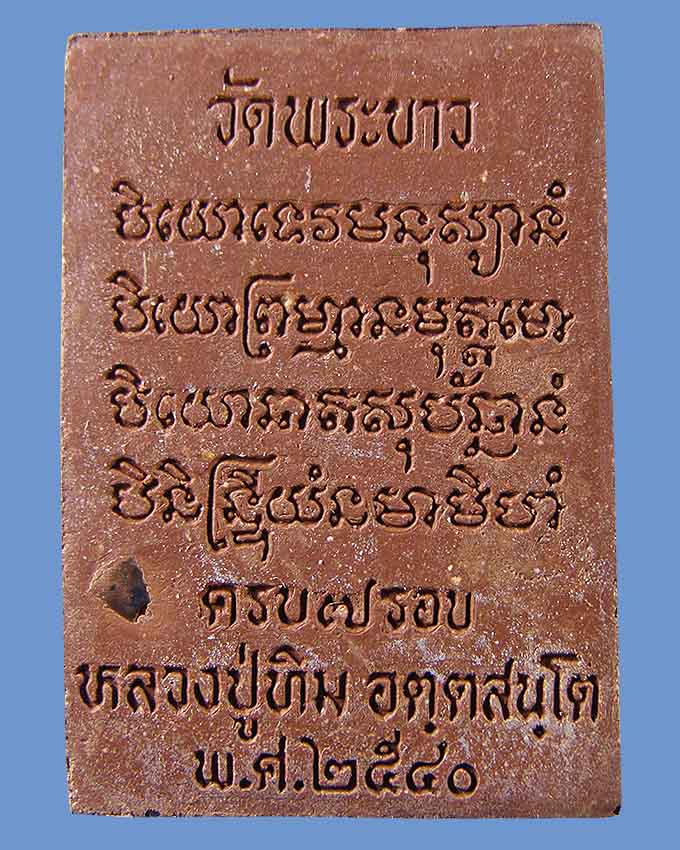 วัดพระขาว
បិយោទេវមនុស្សានំ
បិយោព្រហ្មានមុត្តមោ
បិយោនាគសុបណ្ណានំ
បិនិន្ទ្រិយំនមាមិហំ
ครบ๗รอบ
หลวงปู่ทิม อตฺตสนฺโต
พ.ศ.๒๕๔๐